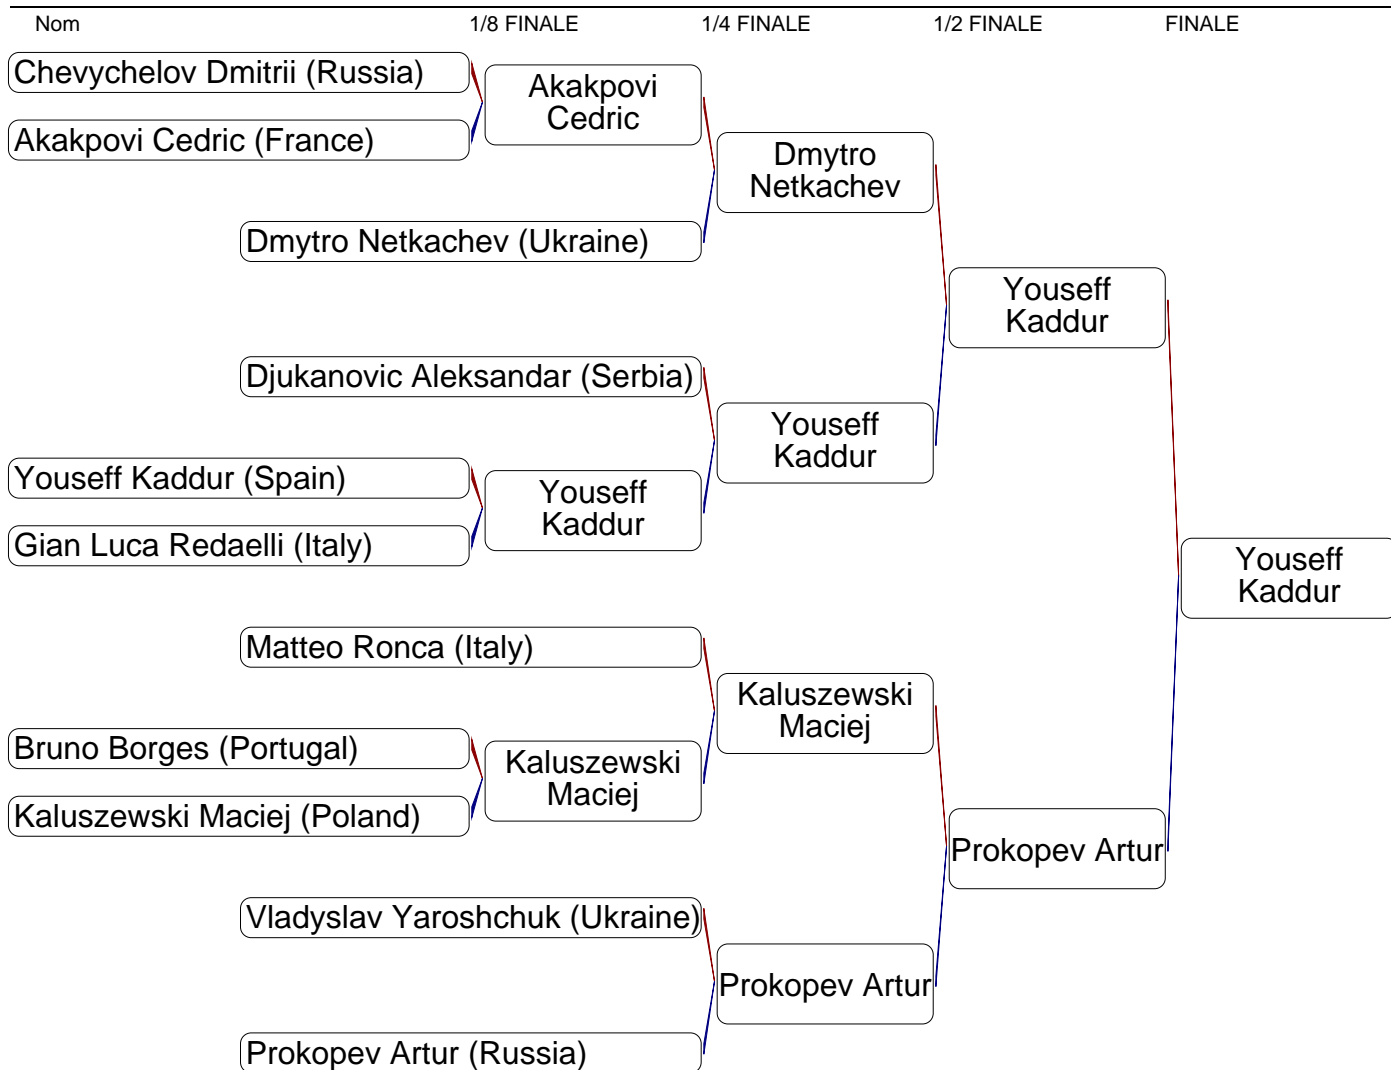 Nom 1/8 FINALE 1/4 FINALE 1/2 FINALE FINALE
Chevychelov Dmitrii (Russia)
Akakpovi
Cedric
Akakpovi Cedric (France)
Dmytro
Netkachev
Dmytro Netkachev (Ukraine)
Youseff
Kaddur
Djukanovic Aleksandar (Serbia)
Youseff
Kaddur
Youseff Kaddur (Spain)
Youseff
Kaddur
Gian Luca Redaelli (Italy)
Youseff
Kaddur
Matteo Ronca (Italy)
Kaluszewski
Maciej
Bruno Borges (Portugal)
Kaluszewski
Maciej
Kaluszewski Maciej (Poland)
Prokopev Artur
Vladyslav Yaroshchuk (Ukraine)
Prokopev Artur
Prokopev Artur (Russia)